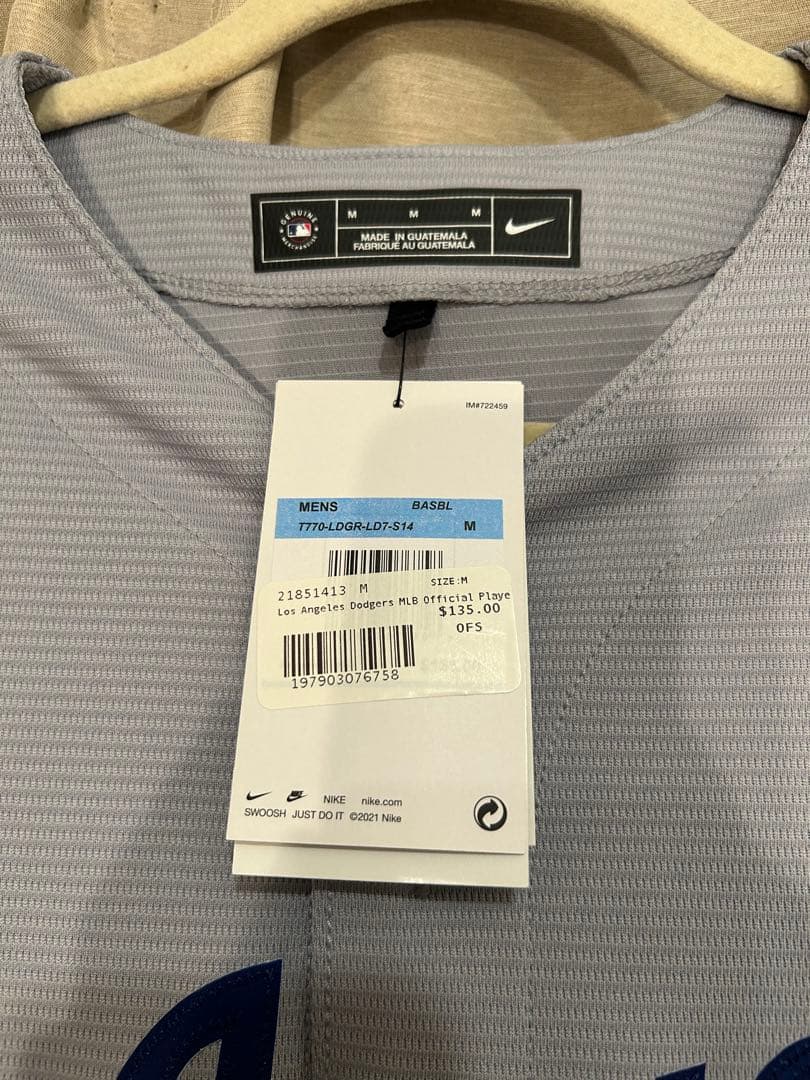 GENUINE
MERCHANDISE
M M M
MADE IN GUATEMALA
FABRIQUÉ AU GUATEMALA
IM#722459
MENS BASBL
T770-LDGR-LD7-S14 M
21851413 M SIZE:M
Los Angeles Dodgers MLB Official Playe
$135.00
OFS
197903076758
NIKE nike.com
SWOOSH JUST DO IT ©2021 Nike